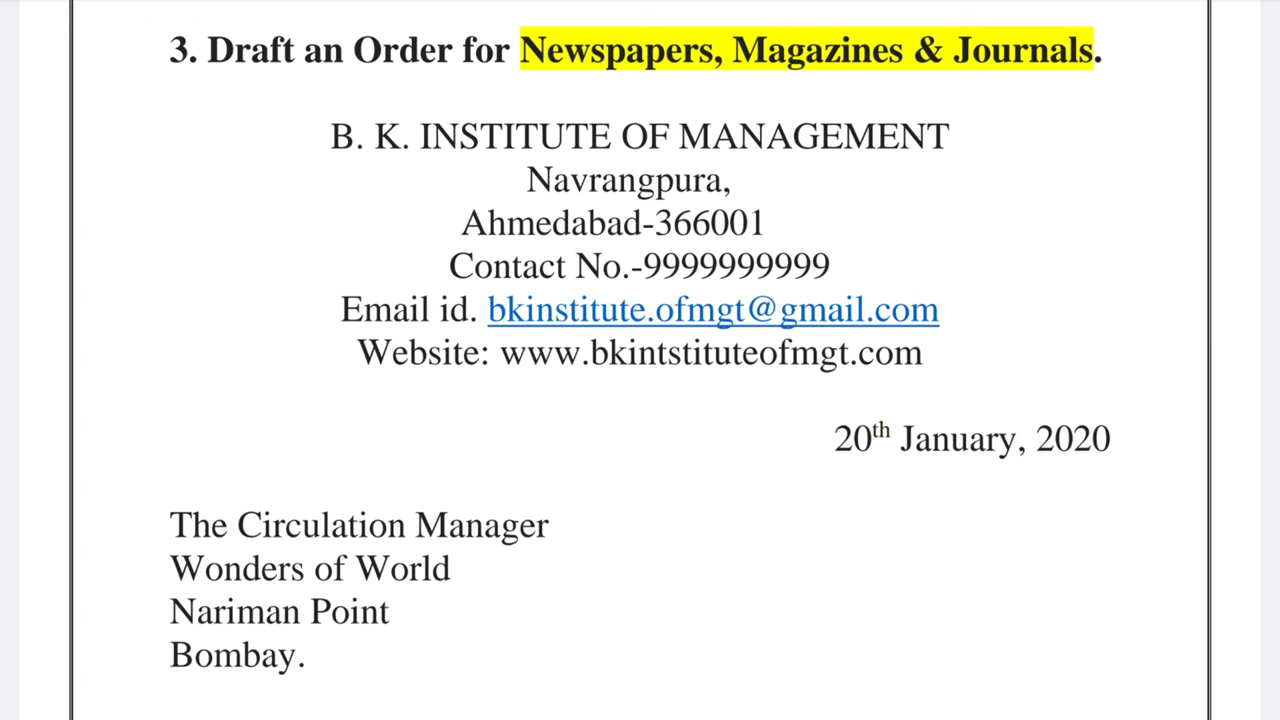 3. Draft an Order for Newspapers, Magazines & Journals.
B. K. INSTITUTE OF MANAGEMENT
Navrangpura,
Ahmedabad-366001
Contact No.-9999999999
Email id. bkinstitute.ofmgt@gmail.com
Website: www.bkintstituteofmgt.com
20th January, 2020
The Circulation Manager
Wonders of World
Nariman Point
Bombay.